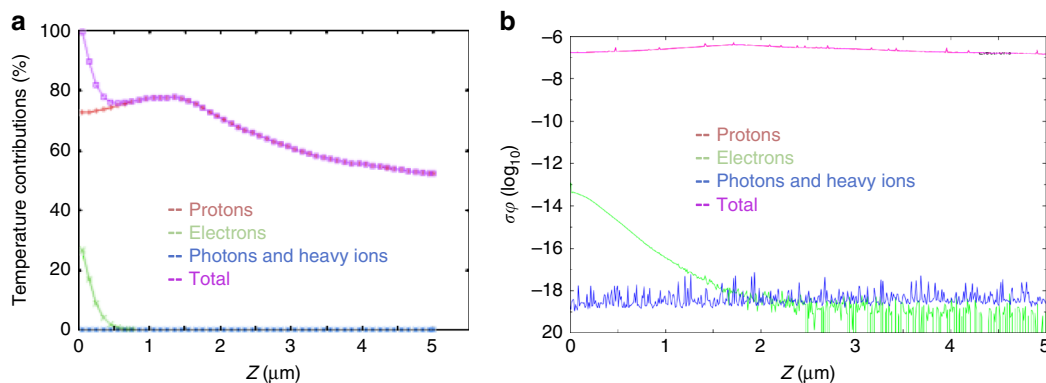 a
100
80
60
40
20
0
Temperature contributions (%)
Protons
Electrons
Photons and heavy ions
Total
0 1 2 3 4 5
Z (μm)
b
–6
–8
–11
–13
–14
–16
–18
20
σφ (log10)
Protons
Electrons
Photons and heavy ions
Total
0 1 2 3 4 5
Z (μm)